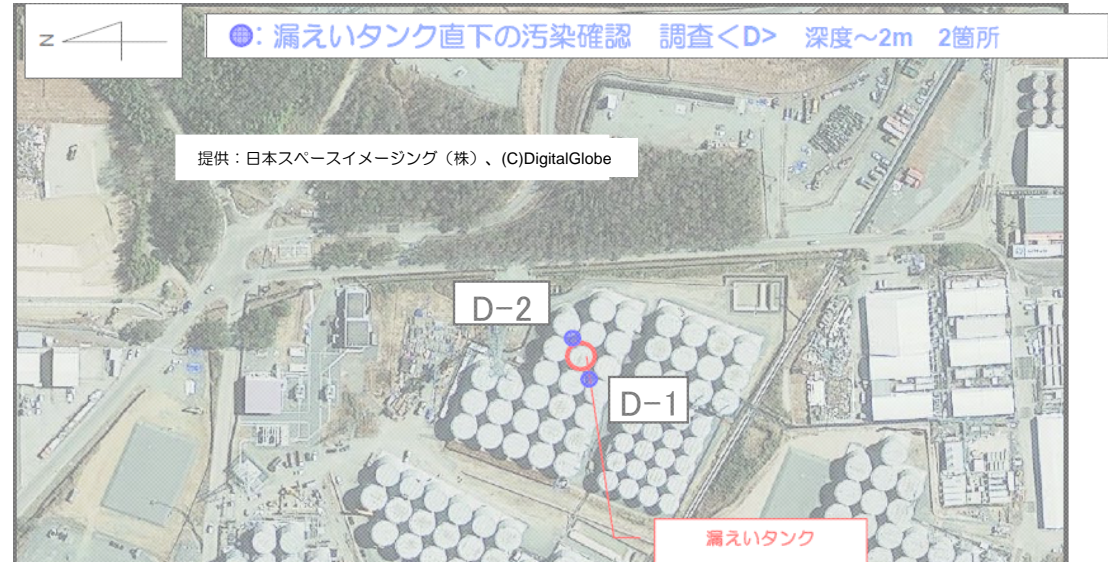 N
●: 漏えいタンク直下の汚染確認　調査＜D>　深度～2m　2箇所
提供：日本スペースイメージング（株）、(C)DigitalGlobe
D−2
D−1
漏えいタンク